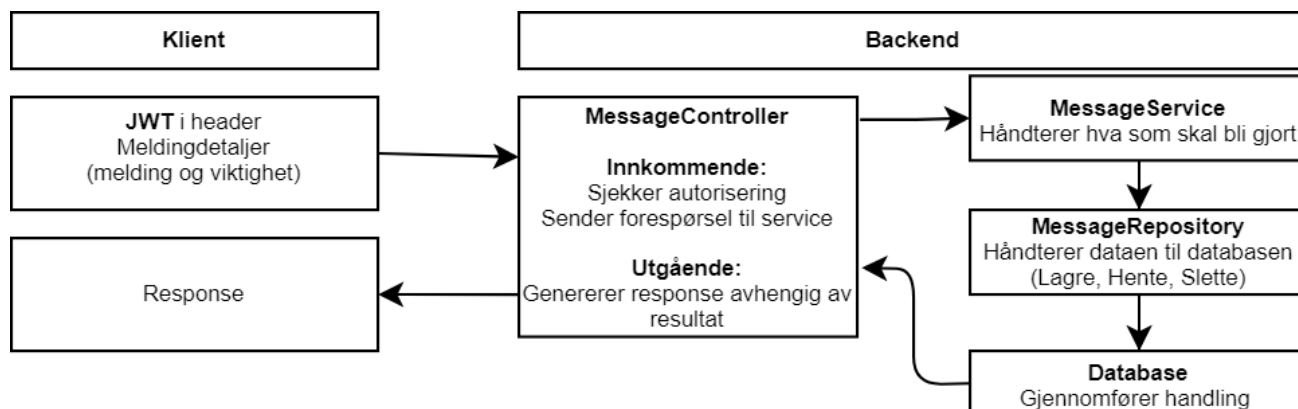 Klient
Backend
JWT i header
Meldingdetaljer
(melding og viktighet)
MessageController
Innkommende:
Sjekker autorisering
Sender forespørsel til service
Utgående:
Genererer response avhengig av
resultat
MessageService
Håndterer hva som skal bli gjort
MessageRepository
Håndterer dataen til databasen
(Lagre, Hente, Slette)
Database
Gjennomfører handling
Response